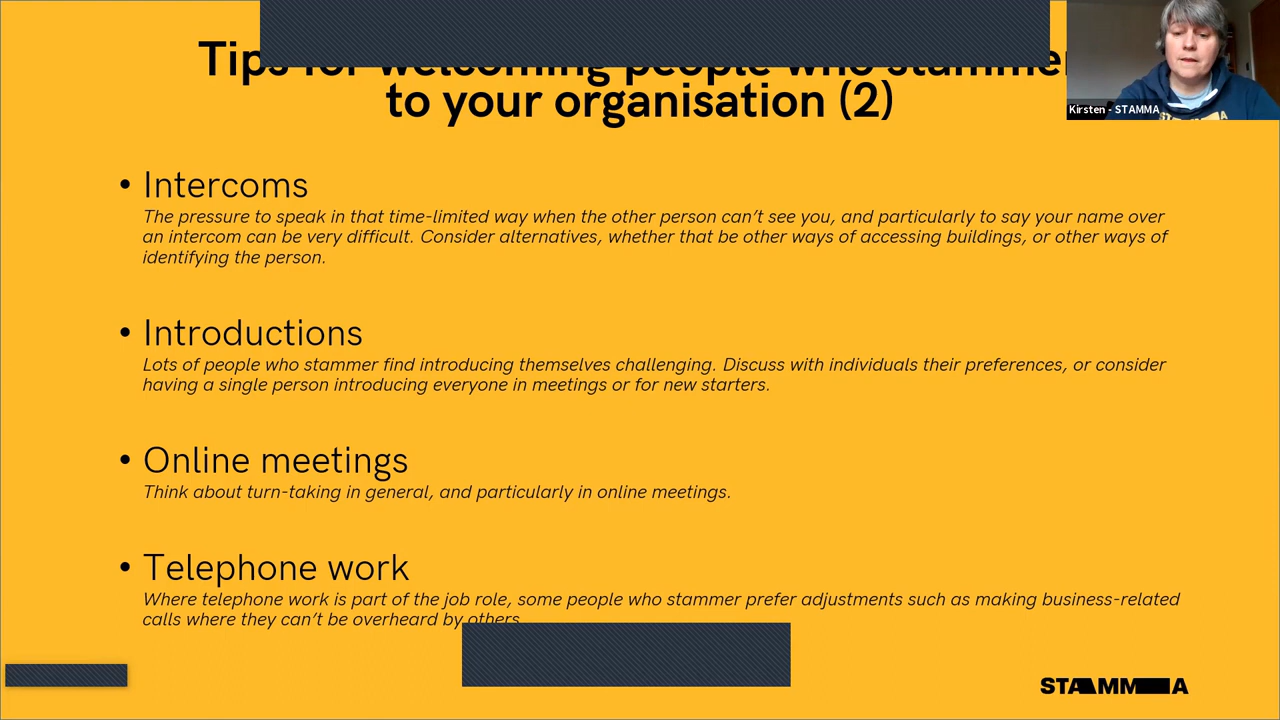 Tips for welcoming people who stammer
to your organisation (2)
Kirsten - STAMMA
• Intercoms
The pressure to speak in that time-limited way when the other person can’t see you, and particularly to say your name over
an intercom can be very difficult. Consider alternatives, whether that be other ways of accessing buildings, or other ways of
identifying the person.
• Introductions
Lots of people who stammer find introducing themselves challenging. Discuss with individuals their preferences, or consider
having a single person introducing everyone in meetings or for new starters.
• Online meetings
Think about turn-taking in general, and particularly in online meetings.
• Telephone work
Where telephone work is part of the job role, some people who stammer prefer adjustments such as making business-related
calls where they can’t be overheard by others
STAMMA